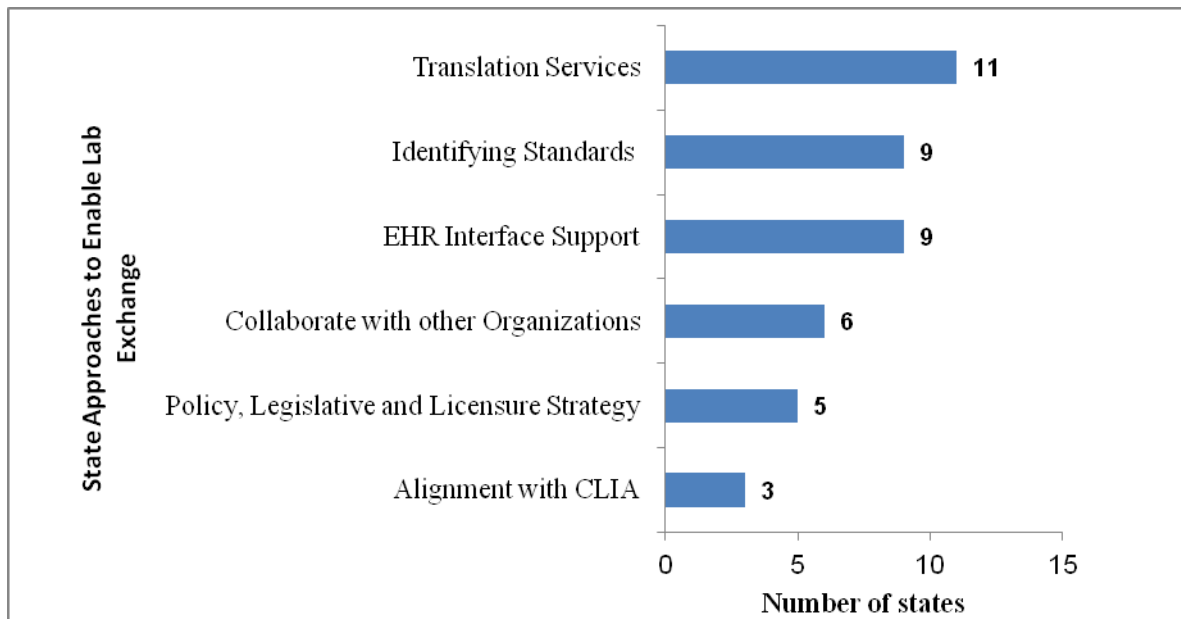 State Approaches to Enable Lab
Exchange
Translation Services 11
Identifying Standards 9
EHR Interface Support 9
Collaborate with other Organizations 6
Policy, Legislative and Licensure Strategy 5
Alignment with CLIA 3
0 5 10 15
Number of states